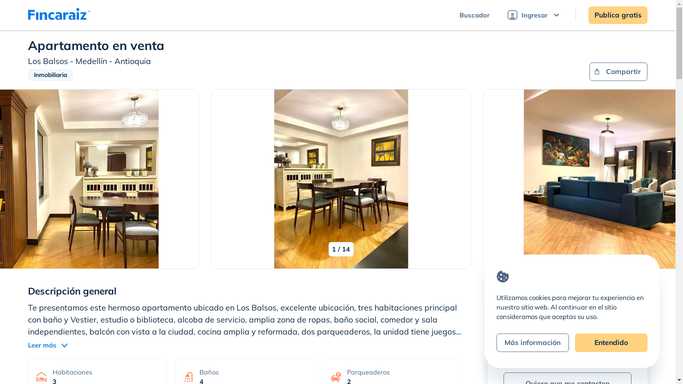 Fincaraiz
Buscador
Ingresar
Publica gratis
Apartamento en venta
Los Balsos - Medellín - Antioquia
Inmobiliaria
Compartir
1 / 14
Descripción general
Te presentamos este hermoso apartamento ubicado en Los Balsos, excelente ubicación, tres habitaciones principal
con baño y Vestier, estudio o biblioteca, alcoba de servicio, amplia zona de ropas, baño social, comedor y sala
independientes, balcón con vista a la ciudad, cocina amplia y reformada, dos parqueaderos, la unidad tiene juegos...
Leer más
Habitaciones
3
Baños
4
Parqueaderos
2
Utilizamos cookies para mejorar tu experiencia en
nuestro sitio web. Al continuar en el sitio
consideramos que aceptas su uso.
Más información
Entendido
Quiero que me contacten